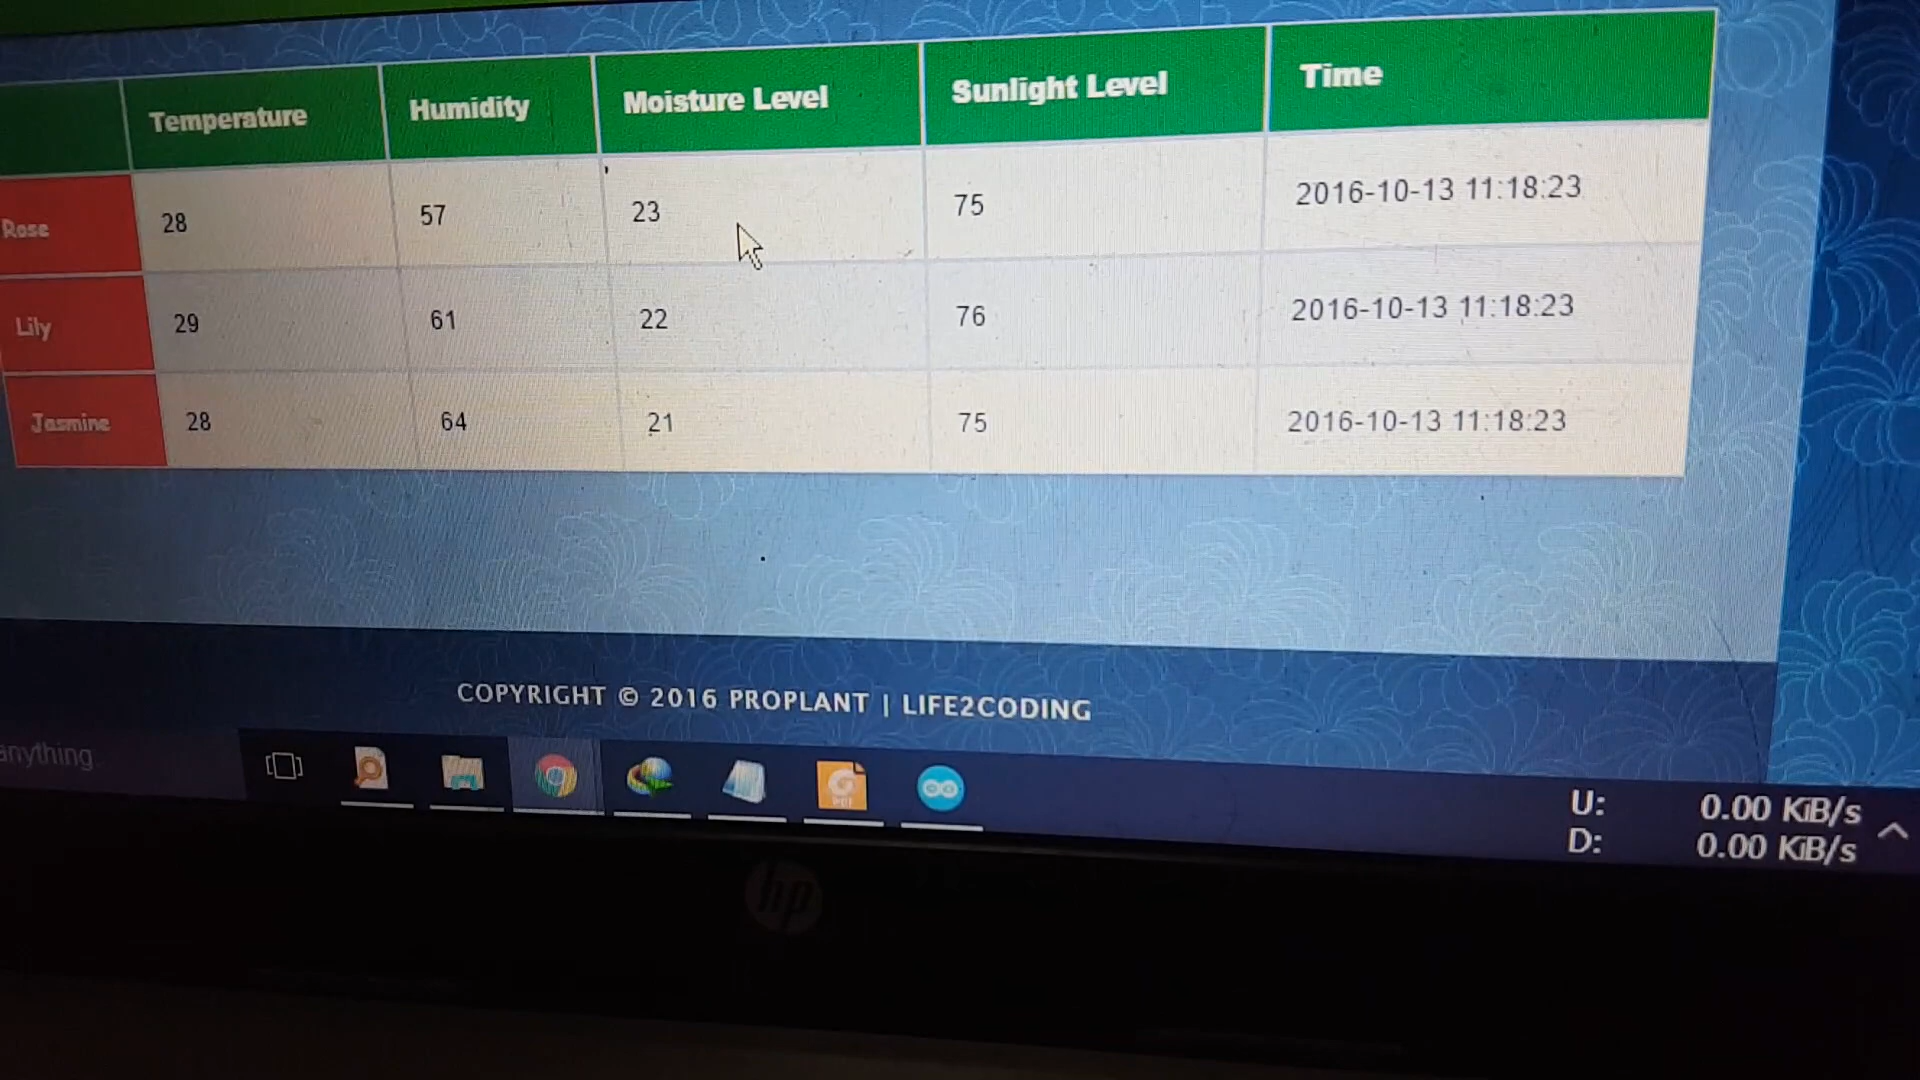 Temperature Humidity Moisture Level Sunlight Level Time
Rose 28 57 23 75 2016-10-13 11:18:23
Lily 29 61 22 76 2016-10-13 11:18:23
Jasmine 28 64 21 75 2016-10-13 11:18:23
COPYRIGHT © 2016 PROPLANT | LIFE2CODING
anything.
U: 0.00 KiB/s
D: 0.00 KiB/s
hp